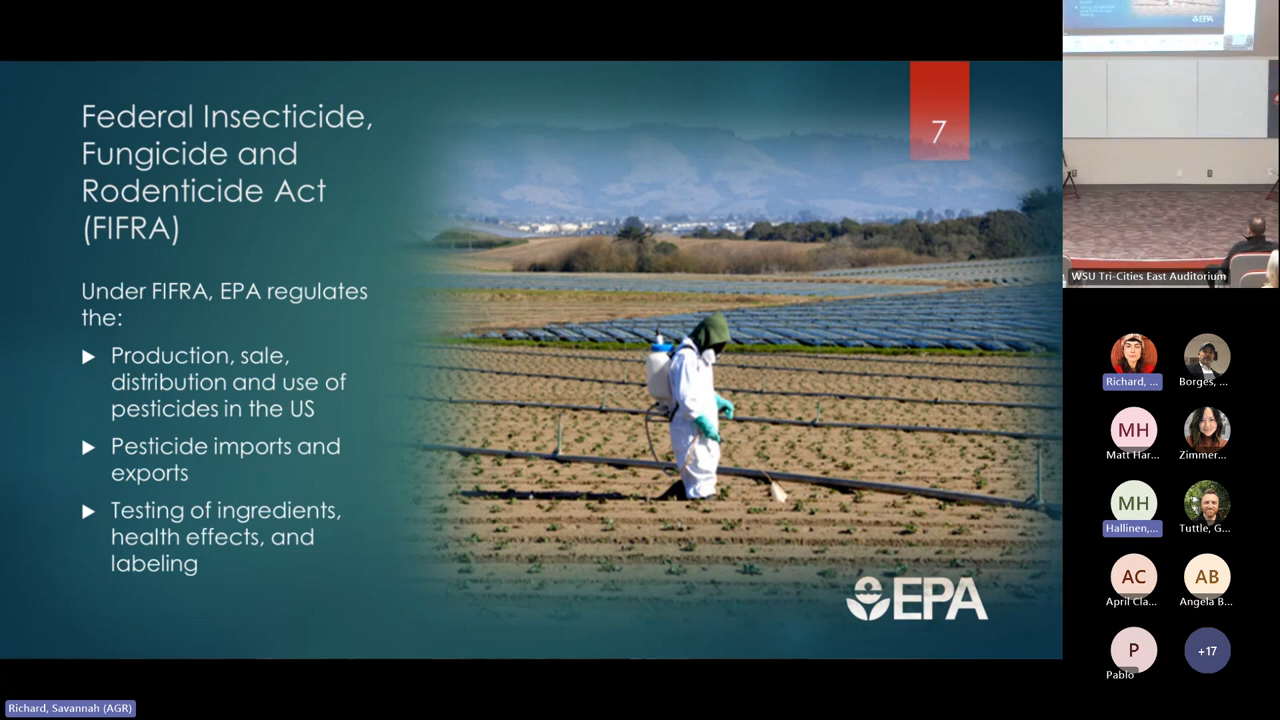 Federal Insecticide,
Fungicide and
Rodenticide Act
(FIFRA)
7
Under FIFRA, EPA regulates
the:
Production, sale,
distribution and use of
pesticides in the US
Pesticide imports and
exports
Testing of ingredients,
health effects, and
labeling
EPA
EPA
WSU Tri-Cities East Auditorium
Richard, ...
Borges, ...
MH
Matt Har...
Zimmer...
MH
Hallinen,...
Tuttle, G...
AC
April Cla...
AB
Angela B...
P
Pablo
+17
Richard, Savannah (AGR)